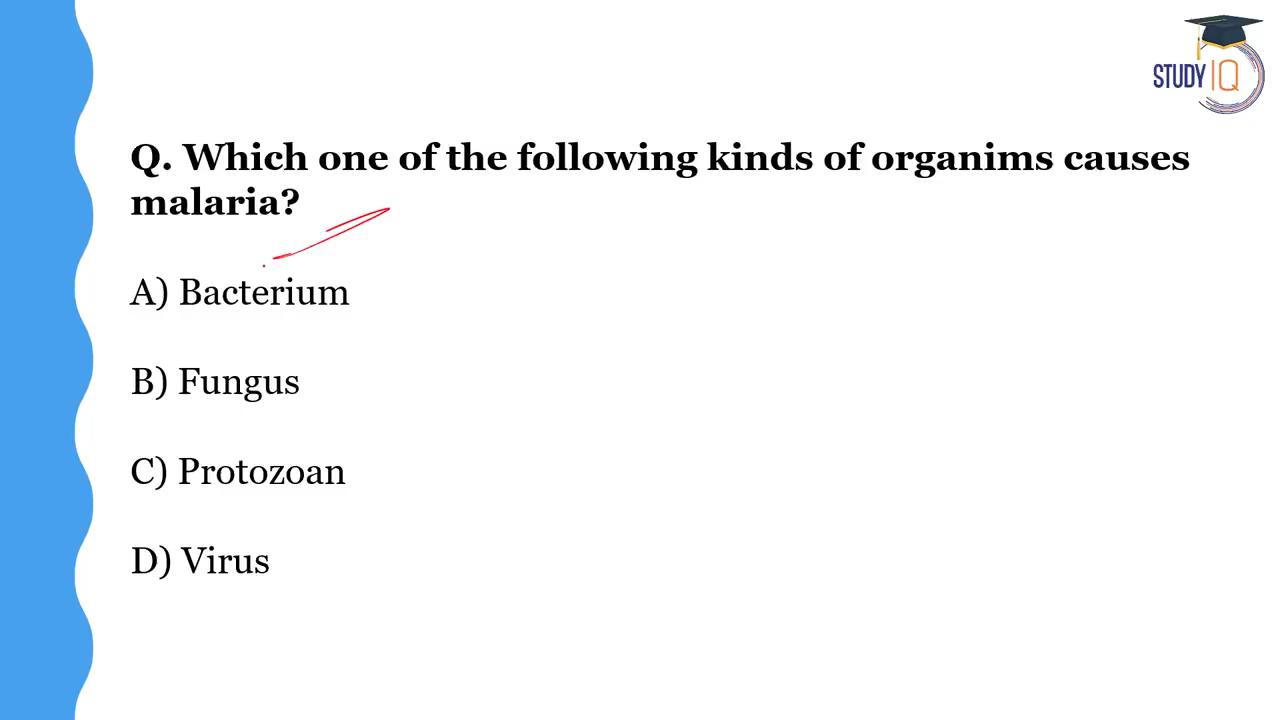 STUDY IQ
Q. Which one of the following kinds of organims causes
malaria?
A) Bacterium
B) Fungus
C) Protozoan
D) Virus